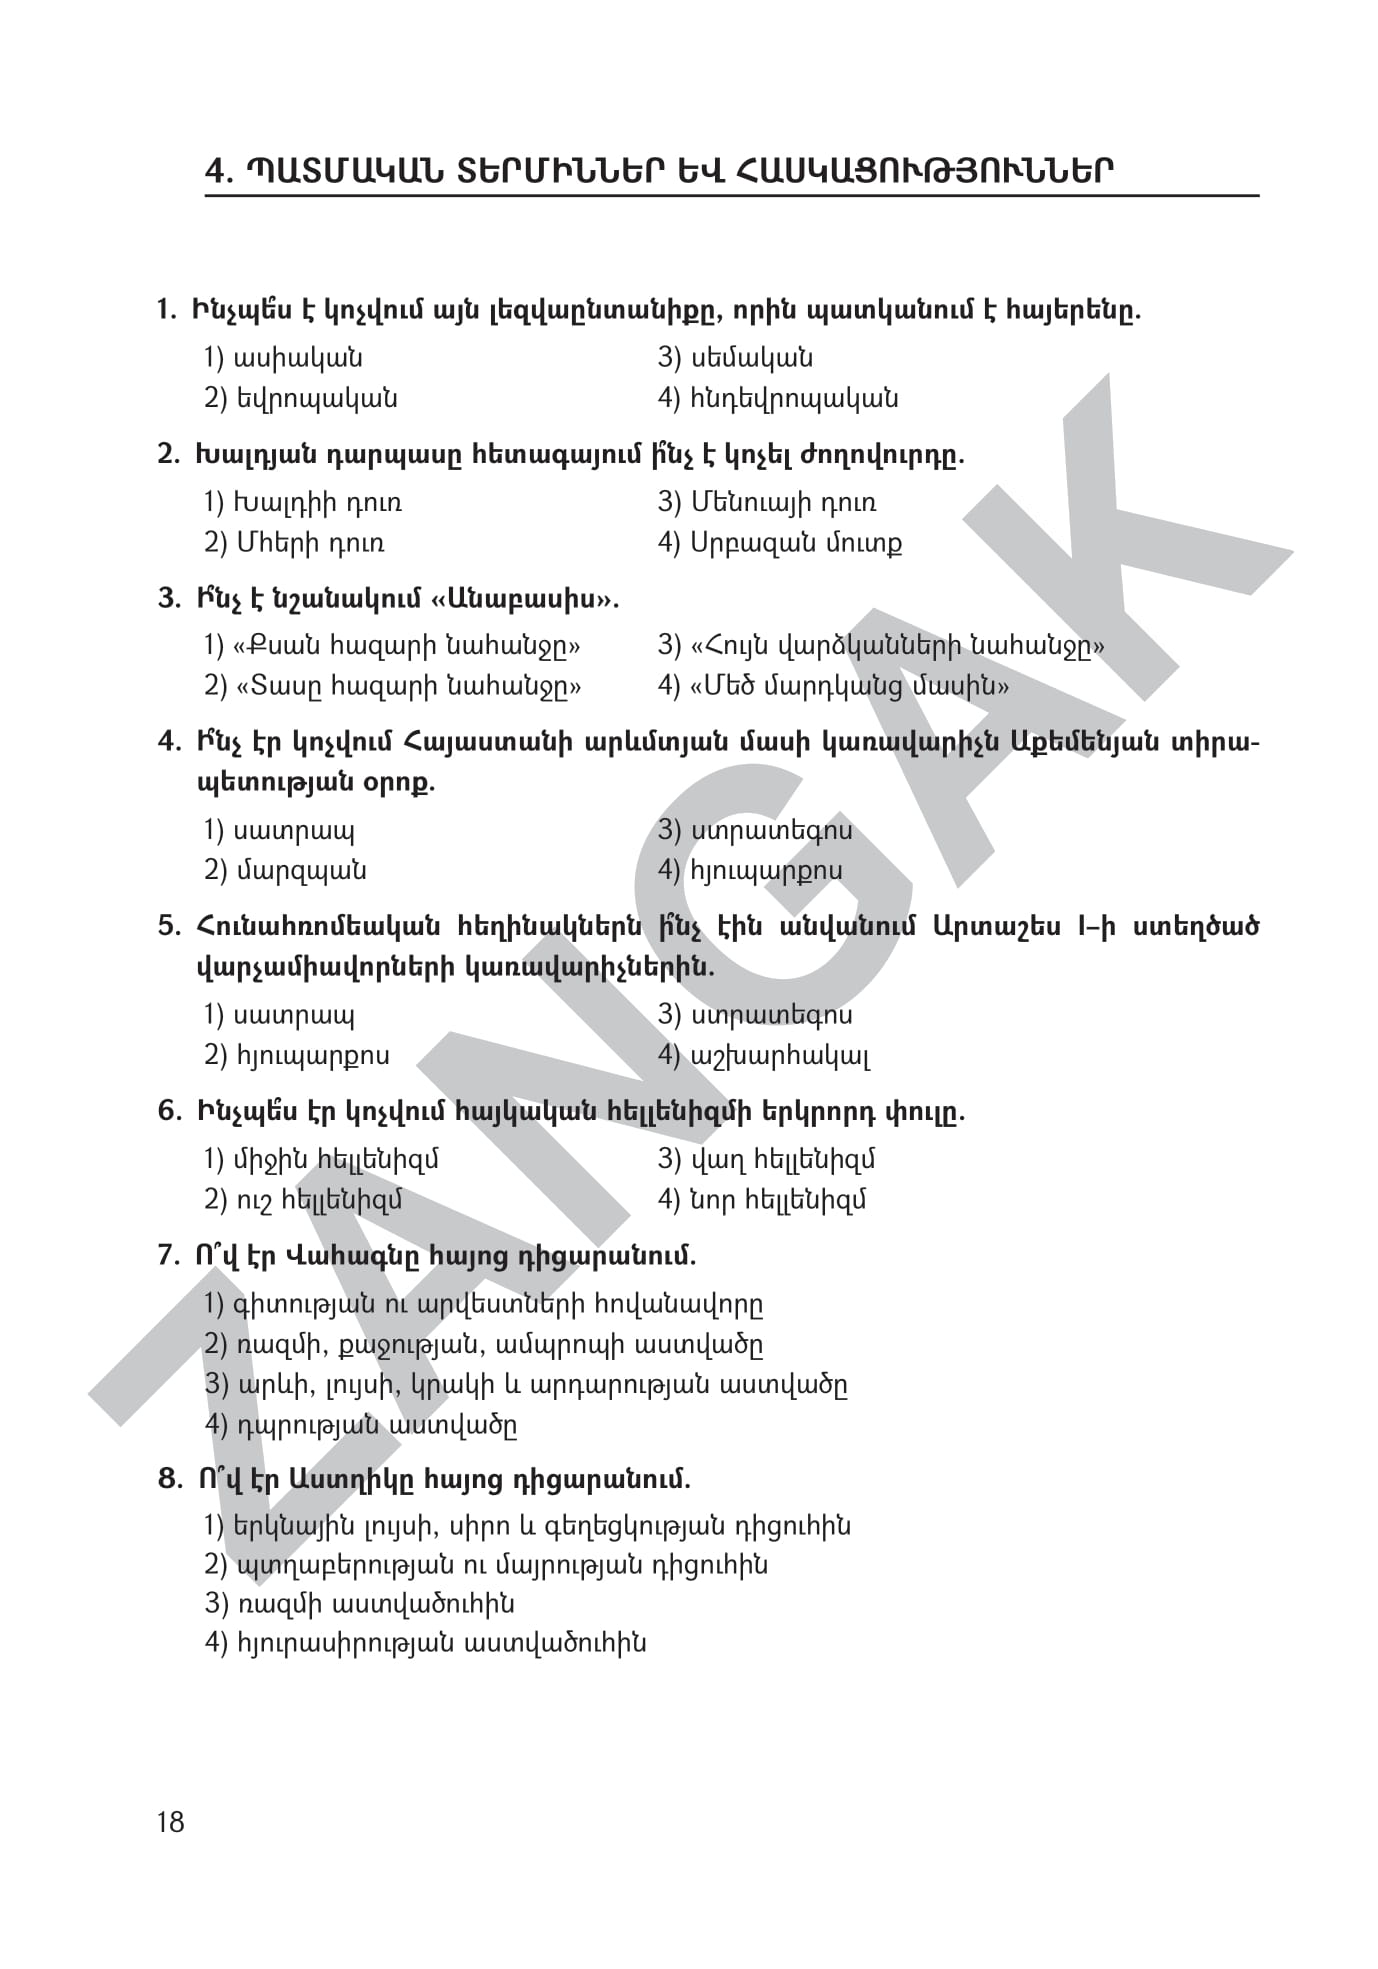 4. ՊԱՏՄԱԿԱՆ ՏԵՐՄԻՆՆԵՐ ԵՎ ՀԱՍԿԱՑՈՒԹՅՈՒՆՆԵՐ
1. Ինչպե՞ս է կոչվում այն լեզվաընտանիքը, որին պատկանում է հայերենը.
1) ասիական 3) սեմական
2) եվրոպական 4) հնդեվրոպական
2. Խալդյան դարպասը հետագայում ի՞նչ է կոչել ժողովուրդը.
1) Խալդիի դուռ 3) Մենուայի դուռ
2) Մհերի դուռ 4) Սրբազան մուտք
3. Ի՞նչ է նշանակում «Անաբասիս».
1) «Քսան հազարի նահանջը» 3) «Հույն վարձկանների նահանջը»
2) «Տասը հազարի նահանջը» 4) «Մեծ մարդկանց մասին»
4. Ի՞նչ էր կոչվում Հայաստանի արևմտյան մասի կառավարիչն Աքեմենյան տիրա-
պետության օրոք.
1) սատրապ 3) ստրատեգոս
2) մարզպան 4) հյուպարքոս
5. Հունահռոմեական հեղինակներն ի՞նչ էին անվանում Արտաշես I–ի ստեղծած
վարչամիավորների կառավարիչներին.
1) սատրապ 3) ստրատեգոս
2) հյուպարքոս 4) աշխարհակալ
6. Ինչպե՞ս էր կոչվում հայկական հելլենիզմի երկրորդ փուլը.
1) միջին հելլենիզմ 3) վաղ հելլենիզմ
2) ուշ հելլենիզմ 4) նոր հելլենիզմ
7. Ո՞վ էր Վահագնը հայոց դիցարանում.
1) գիտության ու արվեստների հովանավորը
2) ռազմի, քաջության, ամպրոպի աստվածը
3) արևի, լույսի, կրակի և արդարության աստվածը
4) դպրության աստվածը
8. Ո՞վ էր Աստղիկը հայոց դիցարանում.
1) երկնային լույսի, սիրո և գեղեցկության դիցուհին
2) պտղաբերության ու մայրության դիցուհին
3) ռազմի աստվածուհին
4) հյուրասիրության աստվածուհին
18
ZANGAK